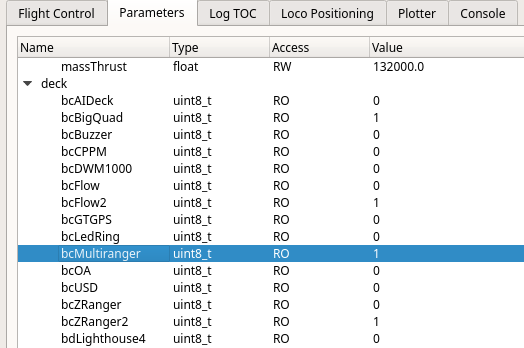 Flight Control Parameters Log TOC Loco Positioning Plotter Console
Name Type Access Value
massThrust float RW 132000.0
deck
bcAIDeck uint8_t RO 0
bcBigQuad uint8_t RO 1
bcBuzzer uint8_t RO 0
bcCPPM uint8_t RO 0
bcDWM1000 uint8_t RO 0
bcFlow uint8_t RO 0
bcFlow2 uint8_t RO 1
bcGTGPS uint8_t RO 0
bcLedRing uint8_t RO 0
bcMultiranger uint8_t RO 1
bcOA uint8_t RO 0
bcUSD uint8_t RO 0
bcZRanger uint8_t RO 0
bcZRanger2 uint8_t RO 1
bdLighthouse4 uint8_t RO 0